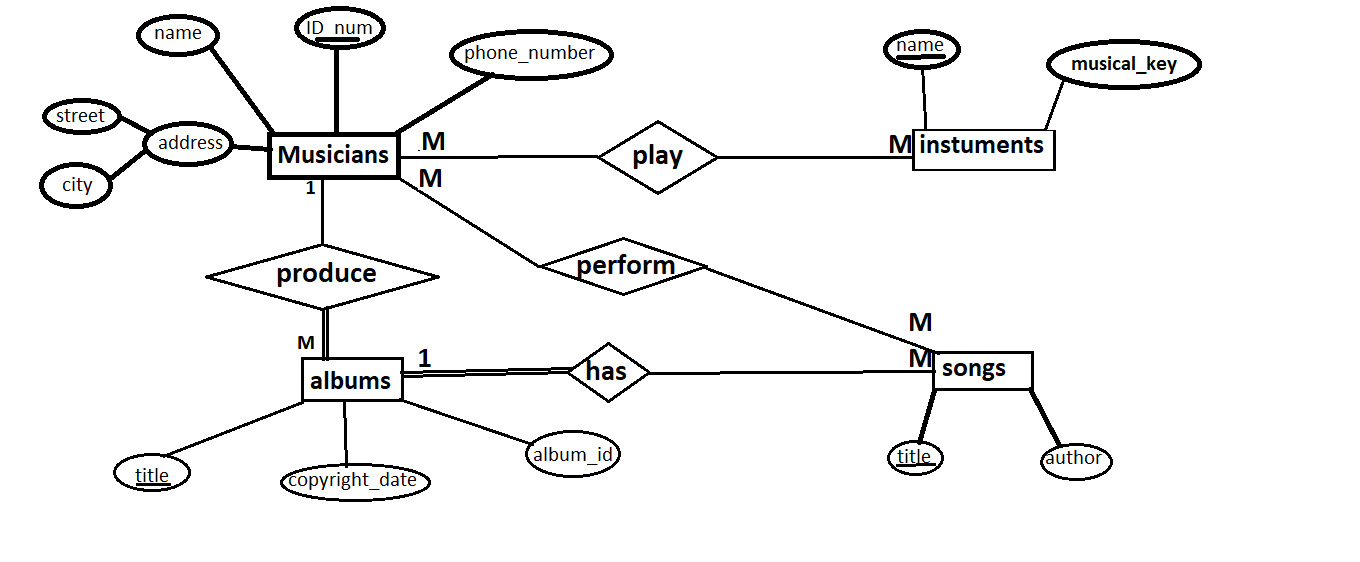 name
ID_num
phone_number
name
musical_key
street
address
city
Musicians
M
play
M
instuments
M
1
produce
perform
M
M
1
has
M
songs
albums
title
copyright_date
album_id
title
author